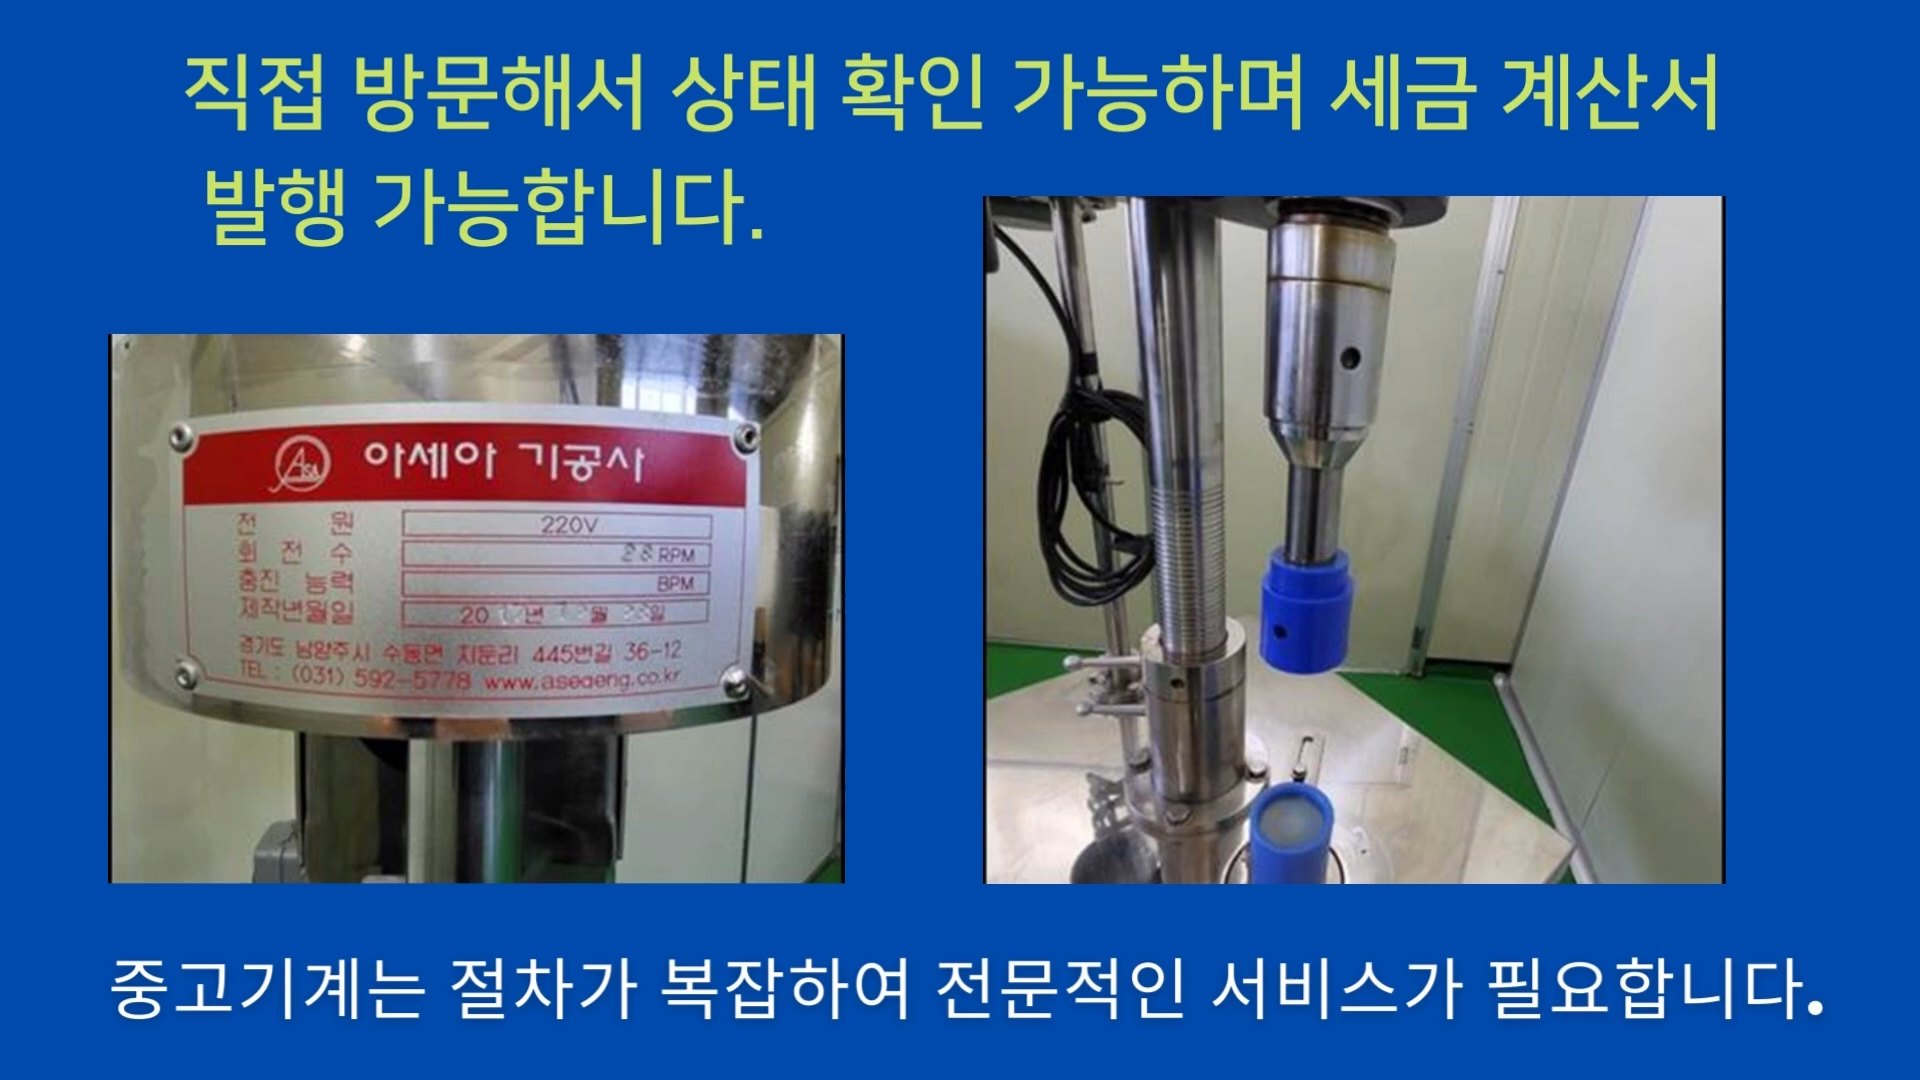 직접 방문해서 상태 확인 가능하며 세금 계산서
발행 가능합니다.
ASA 아세아 기공사
전 원 220V
회 전 수 28 RPM
충진 능력 BPM
제작년월일 20 년 월 일
경기도 남양주시 수동면 지둔리 445번길 36-12
TEL : (031) 592-5778 www.aseaeng.co.kr
중고기계는 절차가 복잡하여 전문적인 서비스가 필요합니다.